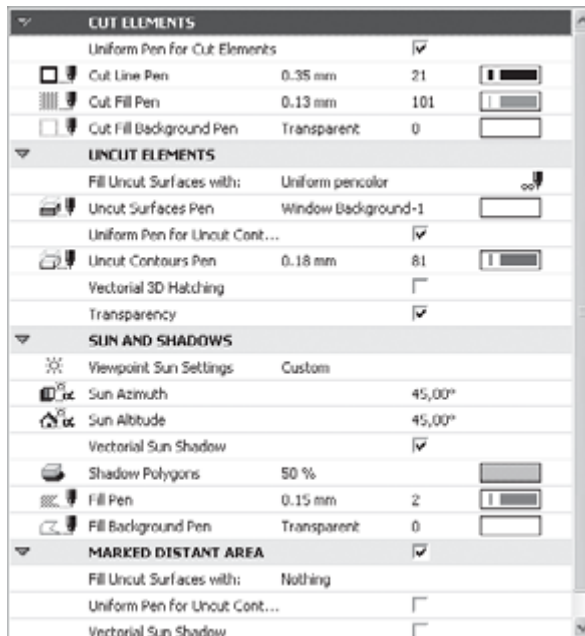 CUT ELEMENTS
Uniform Pen for Cut Elements
Cut Line Pen 0.35 mm 21
Cut Fill Pen 0.13 mm 101
Cut Fill Background Pen Transparent 0
UNCUT ELEMENTS
Fill Uncut Surfaces with: Uniform pencolor
Uncut Surfaces Pen Window Background-1
Uniform Pen for Uncut Cont...
Uncut Contours Pen 0.18 mm 81
Vectorial 3D Hatching
Transparency
SUN AND SHADOWS
Viewpoint Sun Settings Custom
Sun Azimuth 45,00°
Sun Altitude 45,00°
Vectorial Sun Shadow
Shadow Polygons 50 %
Fill Pen 0.15 mm 2
Fill Background Pen Transparent 0
MARKED DISTANT AREA
Fill Uncut Surfaces with: Nothing
Uniform Pen for Uncut Cont...
Vectorial Sun Shadow